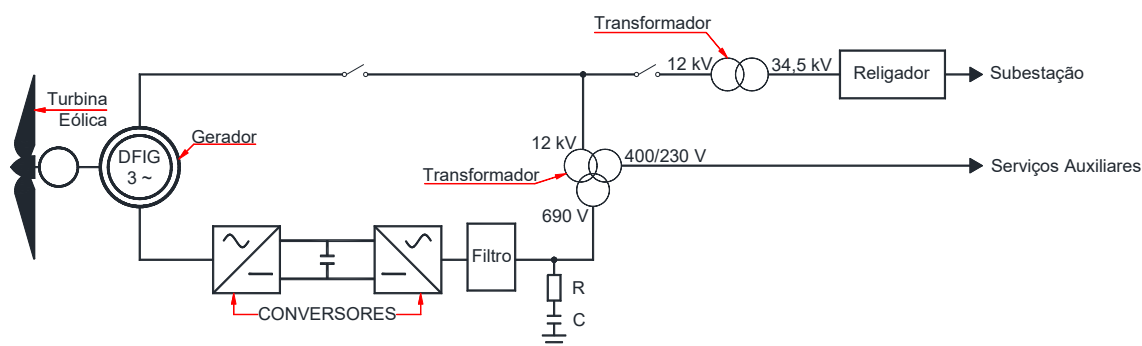 Transformador
12 kV
34,5 kV
Religador
Subestação
Turbina
Eólica
Gerador
DFIG
3 ~
12 kV
400/230 V
Serviços Auxiliares
Transformador
690 V
Filtro
R
C
CONVERSORES